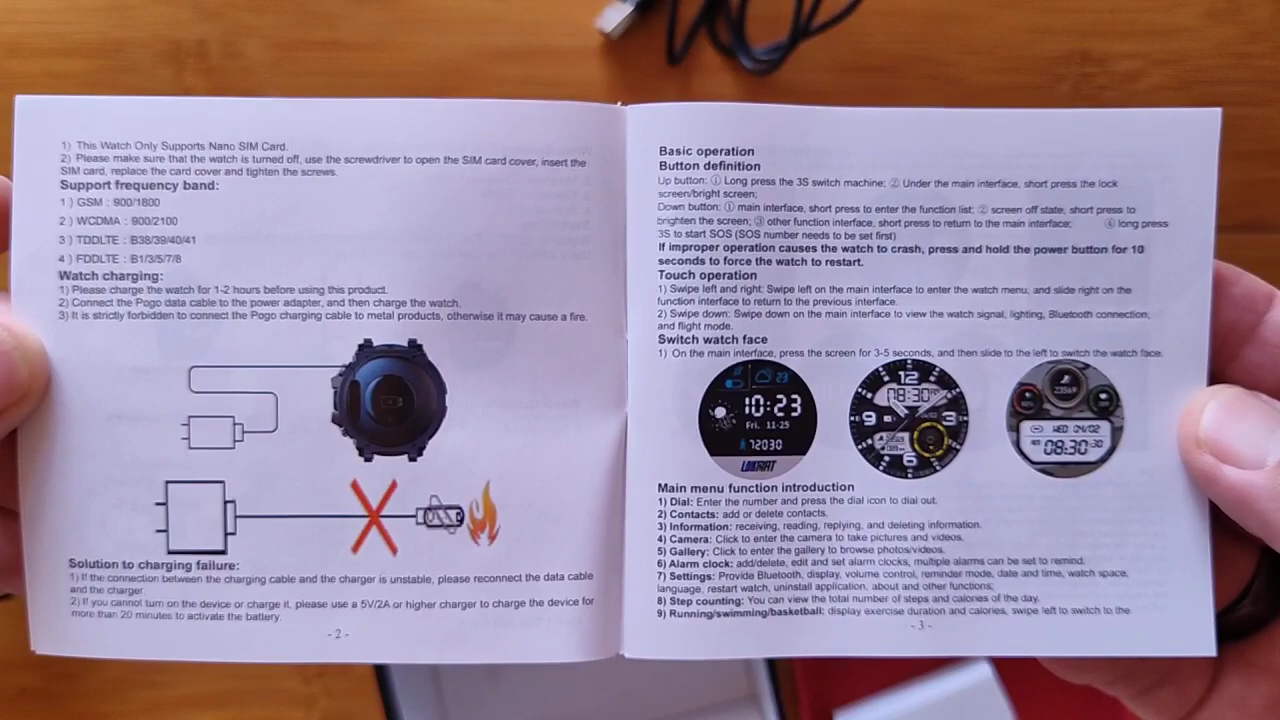 1) This Watch Only Supports Nano SIM Card.
2) Please make sure that the watch is turned off, use the screwdriver to open the SIM card cover, insert the
SIM card, replace the card cover and tighten the screws.
Support frequency band:
1 ) GSM : 900/1800
2 ) WCDMA : 900/2100
3 ) TDDLTE : B38/39/40/41
4 ) FDDLTE : B1/3/5/7/8
Watch charging:
1) Please charge the watch for 1-2 hours before using this product.
2) Connect the Pogo data cable to the power adapter, and then charge the watch.
3) It is strictly forbidden to connect the Pogo charging cable to metal products, otherwise it may cause a fire.
Solution to charging failure:
1) If the connection between the charging cable and the charger is unstable, please reconnect the data cable
and the charger.
2) If you cannot turn on the device or charge it, please use a 5V/2A or higher charger to charge the device for
more than 20 minutes to activate the battery.
- 2 -
Basic operation
Button definition
Up button: ① Long press the 3S switch machine; ② Under the main interface, short press the lock
screen/bright screen;
Down button: ① main interface, short press to enter the function list; ② screen off state, short press to
brighten the screen; ③ other function interface, short press to return to the main interface; ④ long press
3S to start SOS (SOS number needs to be set first)
If improper operation causes the watch to crash, press and hold the power button for 10
seconds to force the watch to restart.
Touch operation
1) Swipe left and right: Swipe left on the main interface to enter the watch menu, and slide right on the
function interface to return to the previous interface.
2) Swipe down: Swipe down on the main interface to view the watch signal, lighting, Bluetooth connection,
and flight mode.
Switch watch face
1) On the main interface, press the screen for 3-5 seconds, and then slide to the left to switch the watch face.
23
10:23
Fri. 11-25
72030
LOKMAT
12
08:30
9
3
6
WED 04/02
08:30:30
Main menu function introduction
1) Dial: Enter the number and press the dial icon to dial out.
2) Contacts: add or delete contacts.
3) Information: receiving, reading, replying, and deleting information.
4) Camera: Click to enter the camera to take pictures and videos.
5) Gallery: Click to enter the gallery to browse photos/videos.
6) Alarm clock: add/delete, edit and set alarm clocks, multiple alarms can be set to remind.
7) Settings: Provide Bluetooth, display, volume control, reminder mode, date and time, watch space,
language, restart watch, uninstall application, about and other functions;
8) Step counting: You can view the total number of steps and calories of the day.
9) Running/swimming/basketball: display exercise duration and calories, swipe left to switch to the
- 3 -